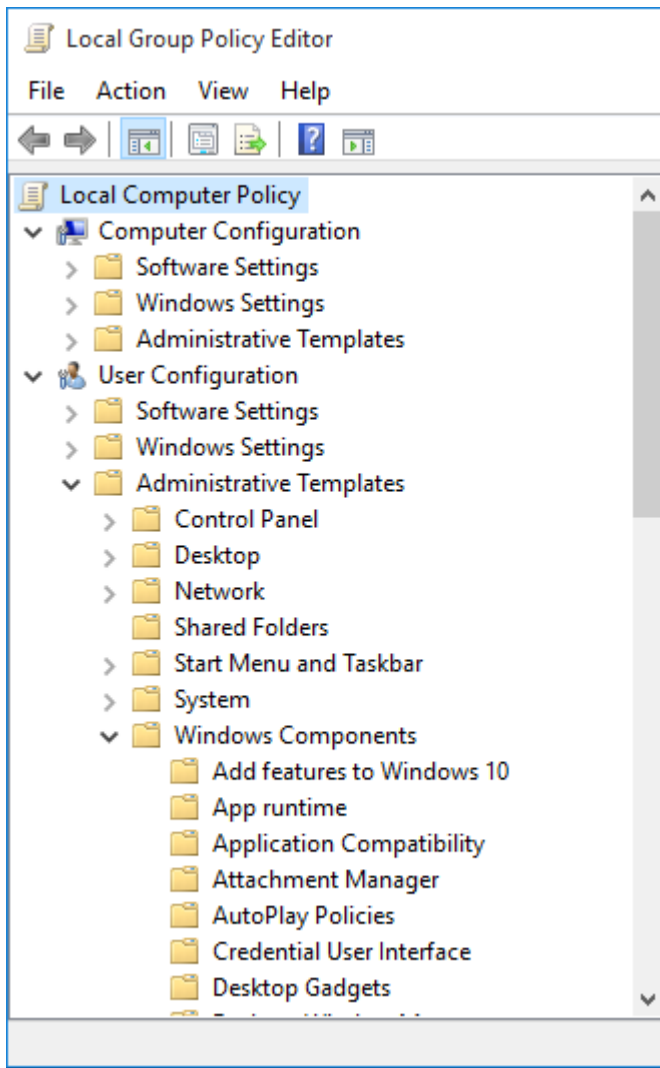 Local Group Policy Editor
File Action View Help
Local Computer Policy
Computer Configuration
Software Settings
Windows Settings
Administrative Templates
User Configuration
Software Settings
Windows Settings
Administrative Templates
Control Panel
Desktop
Network
Shared Folders
Start Menu and Taskbar
System
Windows Components
Add features to Windows 10
App runtime
Application Compatibility
Attachment Manager
AutoPlay Policies
Credential User Interface
Desktop Gadgets